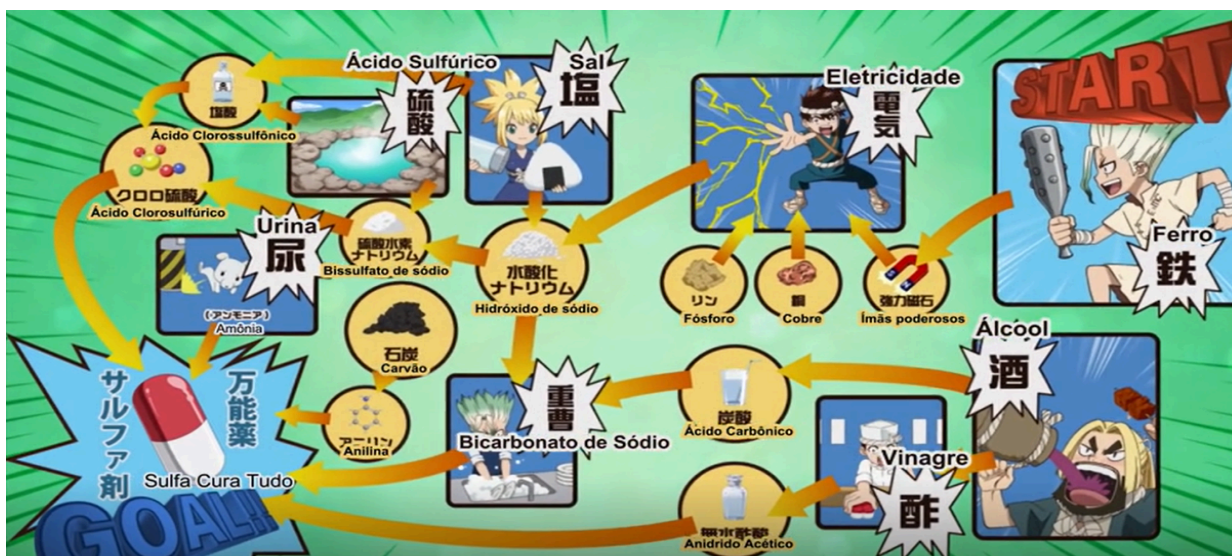 START
Ácido Sulfúrico
硫酸
Sal
塩
Eletricidade
電気
塩酸
Ácido Clorossulfônico
クロロ硫酸
Ácido Clorosulfúrico
Urina
尿
(アンモニア)
Amônia
硫酸水素
ナトリウム
Bissulfato de sódio
水酸化
ナトリウム
Hidróxido de sódio
リン
Fósforo
銅
Cobre
強力磁石
Ímãs poderosos
Ferro
鉄
石炭
Carvão
アニリン
Anilina
重曹
Bicarbonato de Sódio
炭酸
Ácido Carbônico
Álcool
酒
Vinagre
酢
無水酢酸
Anidrido Acético
万能薬
サルファ剤
Sulfa Cura Tudo
GOAL!!